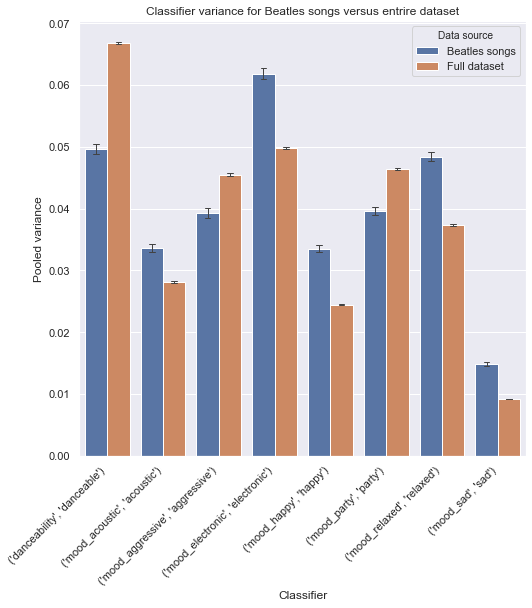 Classifier variance for Beatles songs versus entrire dataset
Data source
Beatles songs
Full dataset
Pooled variance
0.07
0.06
0.05
0.04
0.03
0.02
0.01
0.00
('danceability', 'danceable')
('mood_acoustic', 'acoustic')
('mood_aggressive', 'aggressive')
('mood_electronic', 'electronic')
('mood_happy', 'happy')
('mood_party', 'party')
('mood_relaxed', 'relaxed')
('mood_sad', 'sad')
Classifier